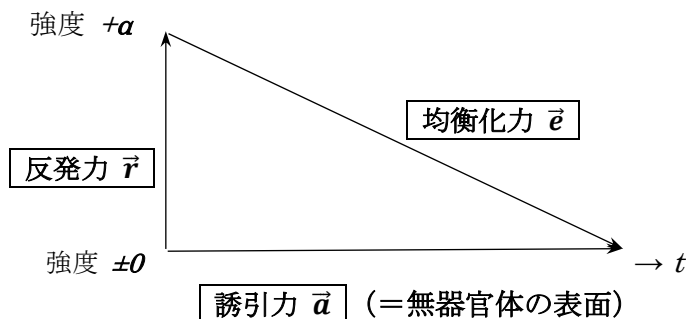 強度 +α
均衡化力 e⃗
反発力 r⃗
強度 ±0
→ t
誘引力 a⃗ （＝無器官体の表面）